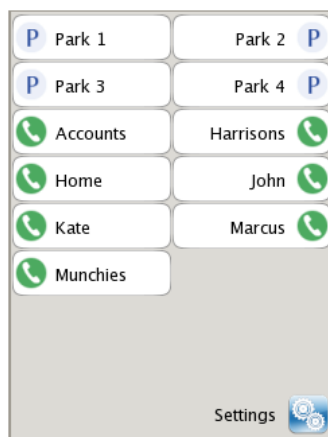 P Park 1 Park 2 P
P Park 3 Park 4 P
Accounts Harrisons
Home John
Kate Marcus
Munchies
Settings